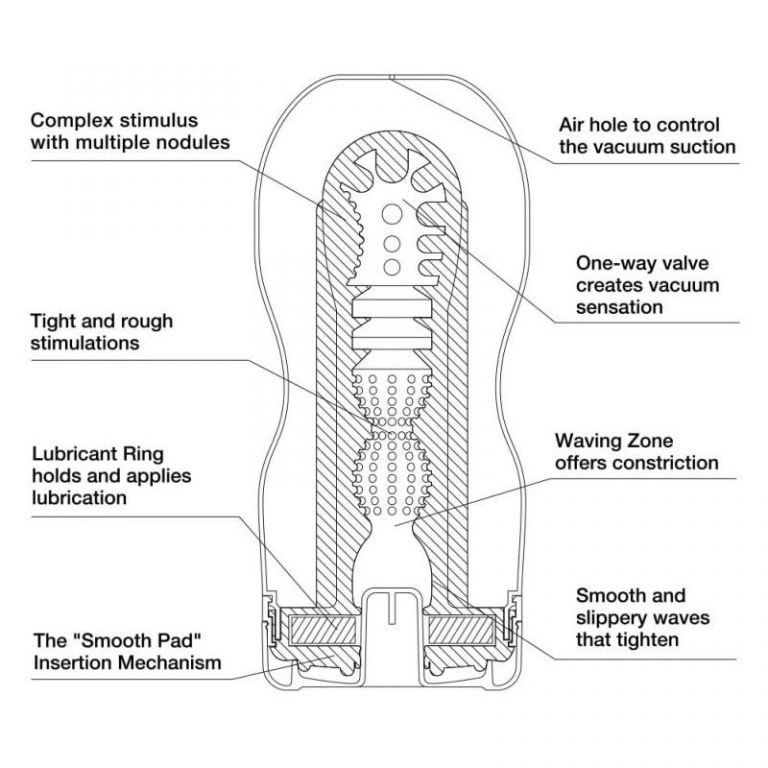 Complex stimulus
with multiple nodules
Air hole to control
the vacuum suction
One-way valve
creates vacuum
sensation
Tight and rough
stimulations
Waving Zone
offers constriction
Lubricant Ring
holds and applies
lubrication
Smooth and
slippery waves
that tighten
The "Smooth Pad"
Insertion Mechanism